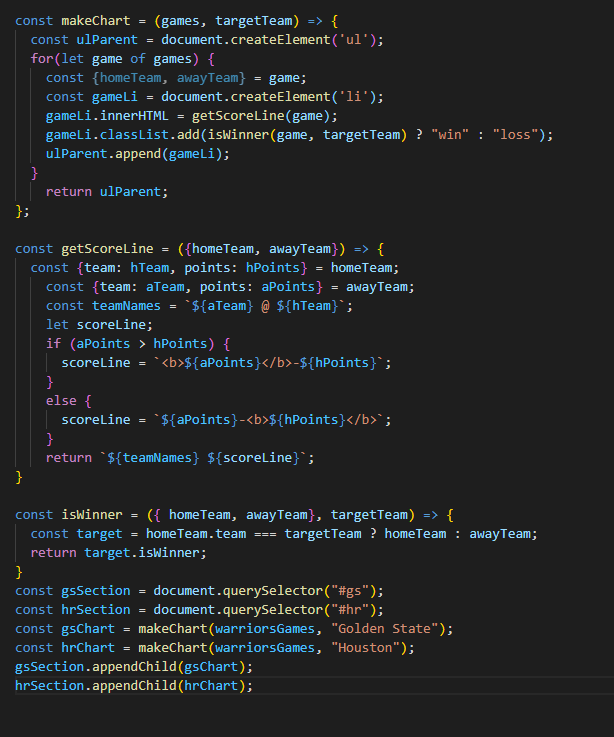 const makeChart = (games, targetTeam) => {
  const ulParent = document.createElement('ul');
  for(let game of games) {
    const {homeTeam, awayTeam} = game;
    const gameLi = document.createElement('li');
    gameLi.innerHTML = getScoreLine(game);
    gameLi.classList.add(isWinner(game, targetTeam) ? "win" : "loss");
    ulParent.append(gameLi);
  }
    return ulParent;
};

const getScoreLine = ({homeTeam, awayTeam}) => {
  const {team: hTeam, points: hPoints} = homeTeam;
    const {team: aTeam, points: aPoints} = awayTeam;
    const teamNames = `${aTeam} @ ${hTeam}`;
    let scoreLine;
    if (aPoints > hPoints) {
      scoreLine = `<b>${aPoints}</b>-${hPoints}`;
    }
    else {
      scoreLine = `${aPoints}-<b>${hPoints}</b>`;
    }
    return `${teamNames} ${scoreLine}`;
}

const isWinner = ({ homeTeam, awayTeam}, targetTeam) => {
  const target = homeTeam.team === targetTeam ? homeTeam : awayTeam;
  return target.isWinner;
}
const gsSection = document.querySelector("#gs");
const hrSection = document.querySelector("#hr");
const gsChart = makeChart(warriorsGames, "Golden State");
const hrChart = makeChart(warriorsGames, "Houston");
gsSection.appendChild(gsChart);
hrSection.appendChild(hrChart);